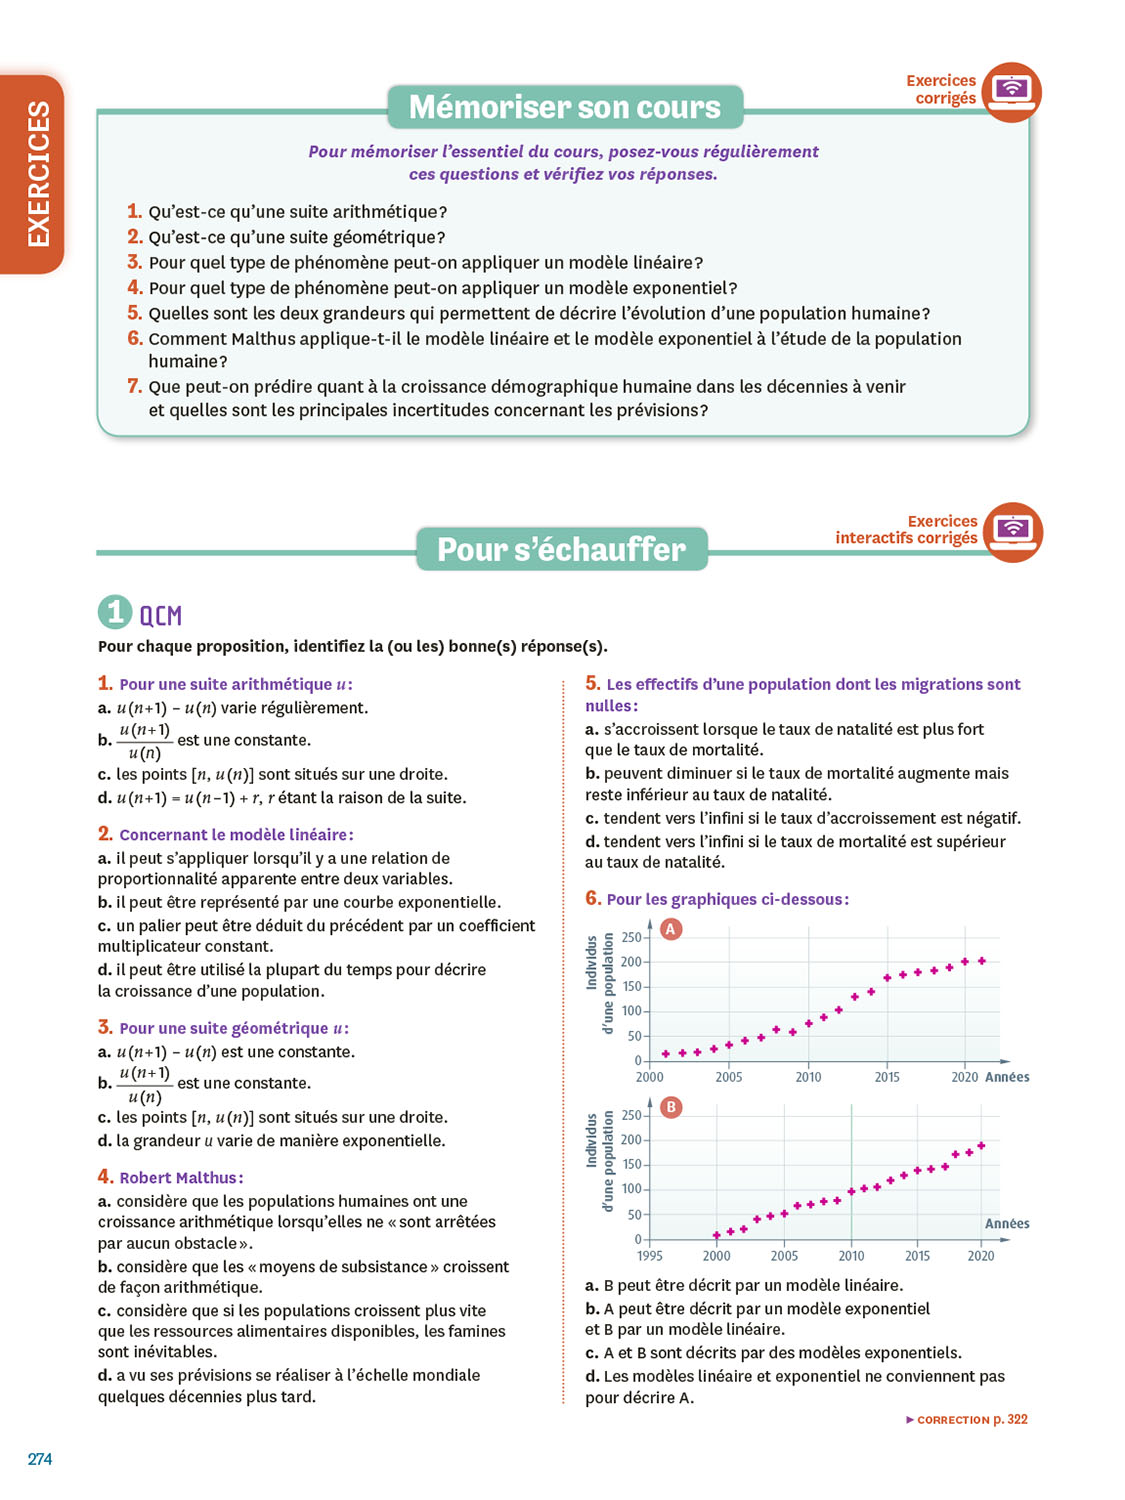 EXERCICES
Exercices
corrigés
Mémoriser son cours
Pour mémoriser l'essentiel du cours, posez-vous régulièrement
ces questions et vérifiez vos réponses.
1. Qu'est-ce qu'une suite arithmétique ?
2. Qu'est-ce qu'une suite géométrique ?
3. Pour quel type de phénomène peut-on appliquer un modèle linéaire ?
4. Pour quel type de phénomène peut-on appliquer un modèle exponentiel ?
5. Quelles sont les deux grandeurs qui permettent de décrire l'évolution d'une population humaine ?
6. Comment Malthus applique-t-il le modèle linéaire et le modèle exponentiel à l'étude de la population
humaine ?
7. Que peut-on prédire quant à la croissance démographique humaine dans les décennies à venir
et quelles sont les principales incertitudes concernant les prévisions ?
Exercices
interactifs corrigés
Pour s'échauffer
1 QCM
Pour chaque proposition, identifiez la (ou les) bonne(s) réponse(s).
1. Pour une suite arithmétique u :
a. u(n+1) – u(n) varie régulièrement.
b. u(n+1)/u(n) est une constante.
c. les points [n, u(n)] sont situés sur une droite.
d. u(n+1) = u(n–1) + r, r étant la raison de la suite.
2. Concernant le modèle linéaire :
a. il peut s'appliquer lorsqu'il y a une relation de
proportionnalité apparente entre deux variables.
b. il peut être représenté par une courbe exponentielle.
c. un palier peut être déduit du précédent par un coefficient
multiplicateur constant.
d. il peut être utilisé la plupart du temps pour décrire
la croissance d'une population.
3. Pour une suite géométrique u :
a. u(n+1) – u(n) est une constante.
b. u(n+1)/u(n) est une constante.
c. les points [n, u(n)] sont situés sur une droite.
d. la grandeur u varie de manière exponentielle.
4. Robert Malthus :
a. considère que les populations humaines ont une
croissance arithmétique lorsqu'elles ne « sont arrêtées
par aucun obstacle ».
b. considère que les « moyens de subsistance » croissent
de façon arithmétique.
c. considère que si les populations croissent plus vite
que les ressources alimentaires disponibles, les famines
sont inévitables.
d. a vu ses prévisions se réaliser à l'échelle mondiale
quelques décennies plus tard.
5. Les effectifs d'une population dont les migrations sont
nulles :
a. s'accroissent lorsque le taux de natalité est plus fort
que le taux de mortalité.
b. peuvent diminuer si le taux de mortalité augmente mais
reste inférieur au taux de natalité.
c. tendent vers l'infini si le taux d'accroissement est négatif.
d. tendent vers l'infini si le taux de mortalité est supérieur
au taux de natalité.
6. Pour les graphiques ci-dessous :
A
Individus
d'une population
250
200
150
100
50
0
2000 2005 2010 2015 2020 Années
B
Individus
d'une population
250
200
150
100
50
0
Années
1995 2000 2005 2010 2015 2020
a. B peut être décrit par un modèle linéaire.
b. A peut être décrit par un modèle exponentiel
et B par un modèle linéaire.
c. A et B sont décrits par des modèles exponentiels.
d. Les modèles linéaire et exponentiel ne conviennent pas
pour décrire A.
▶ CORRECTION p. 322
274